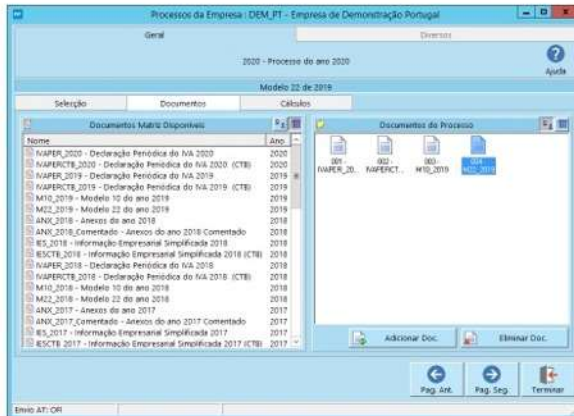 Processos da Empresa : DEM_PT - Empresa de Demonstração Portugal
Geral
Diversos
2020 - Processo do ano 2020
Ajuda
Modelo 22 de 2019
Selecção
Documentos
Cálculos
Documentos Matriz Disponíveis
Nome
Ano
IVAPER_2020 - Declaração Periódica do IVA 2020 2020
IVAPERCTB_2020 - Declaração Periódica do IVA 2020 (CTB) 2020
IVAPER_2019 - Declaração Periódica do IVA 2019 2019
IVAPERCTB_2019 - Declaração Periódica do IVA 2019 (CTB) 2019
M10_2019 - Modelo 10 do ano 2019 2019
M22_2019 - Modelo 22 do ano 2019 2019
ANX_2018 - Anexos do ano 2018 2018
ANX_2018_Comentado - Anexos do ano 2018 Comentado 2018
IES_2018 - Informação Empresarial Simplificada 2018 2018
IESCTB_2018 - Informação Empresarial Simplificada 2018 (CTB) 2018
IVAPER_2018 - Declaração Periódica do IVA 2018 2018
IVAPERCTB_2018 - Declaração Periódica do IVA 2018 (CTB) 2018
M10_2018 - Modelo 10 do ano 2018 2018
M22_2018 - Modelo 22 do ano 2018 2018
ANX_2017 - Anexos do ano 2017 2017
ANX_2017_Comentado - Anexos do ano 2017 Comentado 2017
IES_2017 - Informação Empresarial Simplificada 2017 2017
IESCTB_2017 - Informação Empresarial Simplificada 2017 (CTB) 2017
Documentos do Processo
001 -
IVAPER_20...
002 -
IVAPERCT...
003 -
M10_2019
004 -
M22_2019
Adicionar Doc.
Eliminar Doc.
Pag. Ant.
Pag. Seg.
Terminar
Envio AT: Off